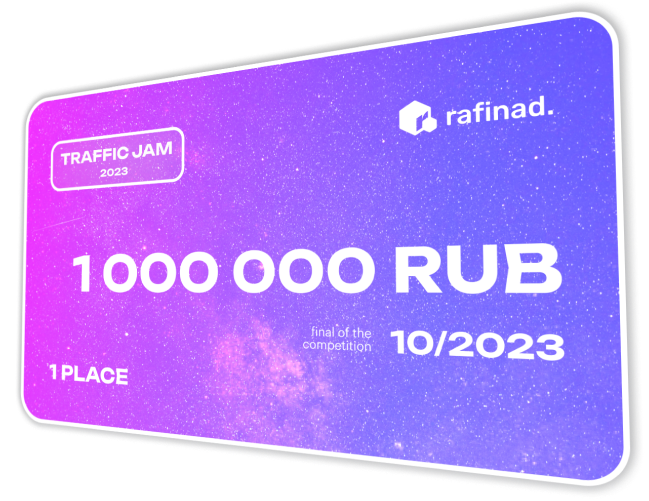 rafinad.
TRAFFIC JAM
2023
1 000 000 RUB
final of the
competition
10/2023
1 PLACE